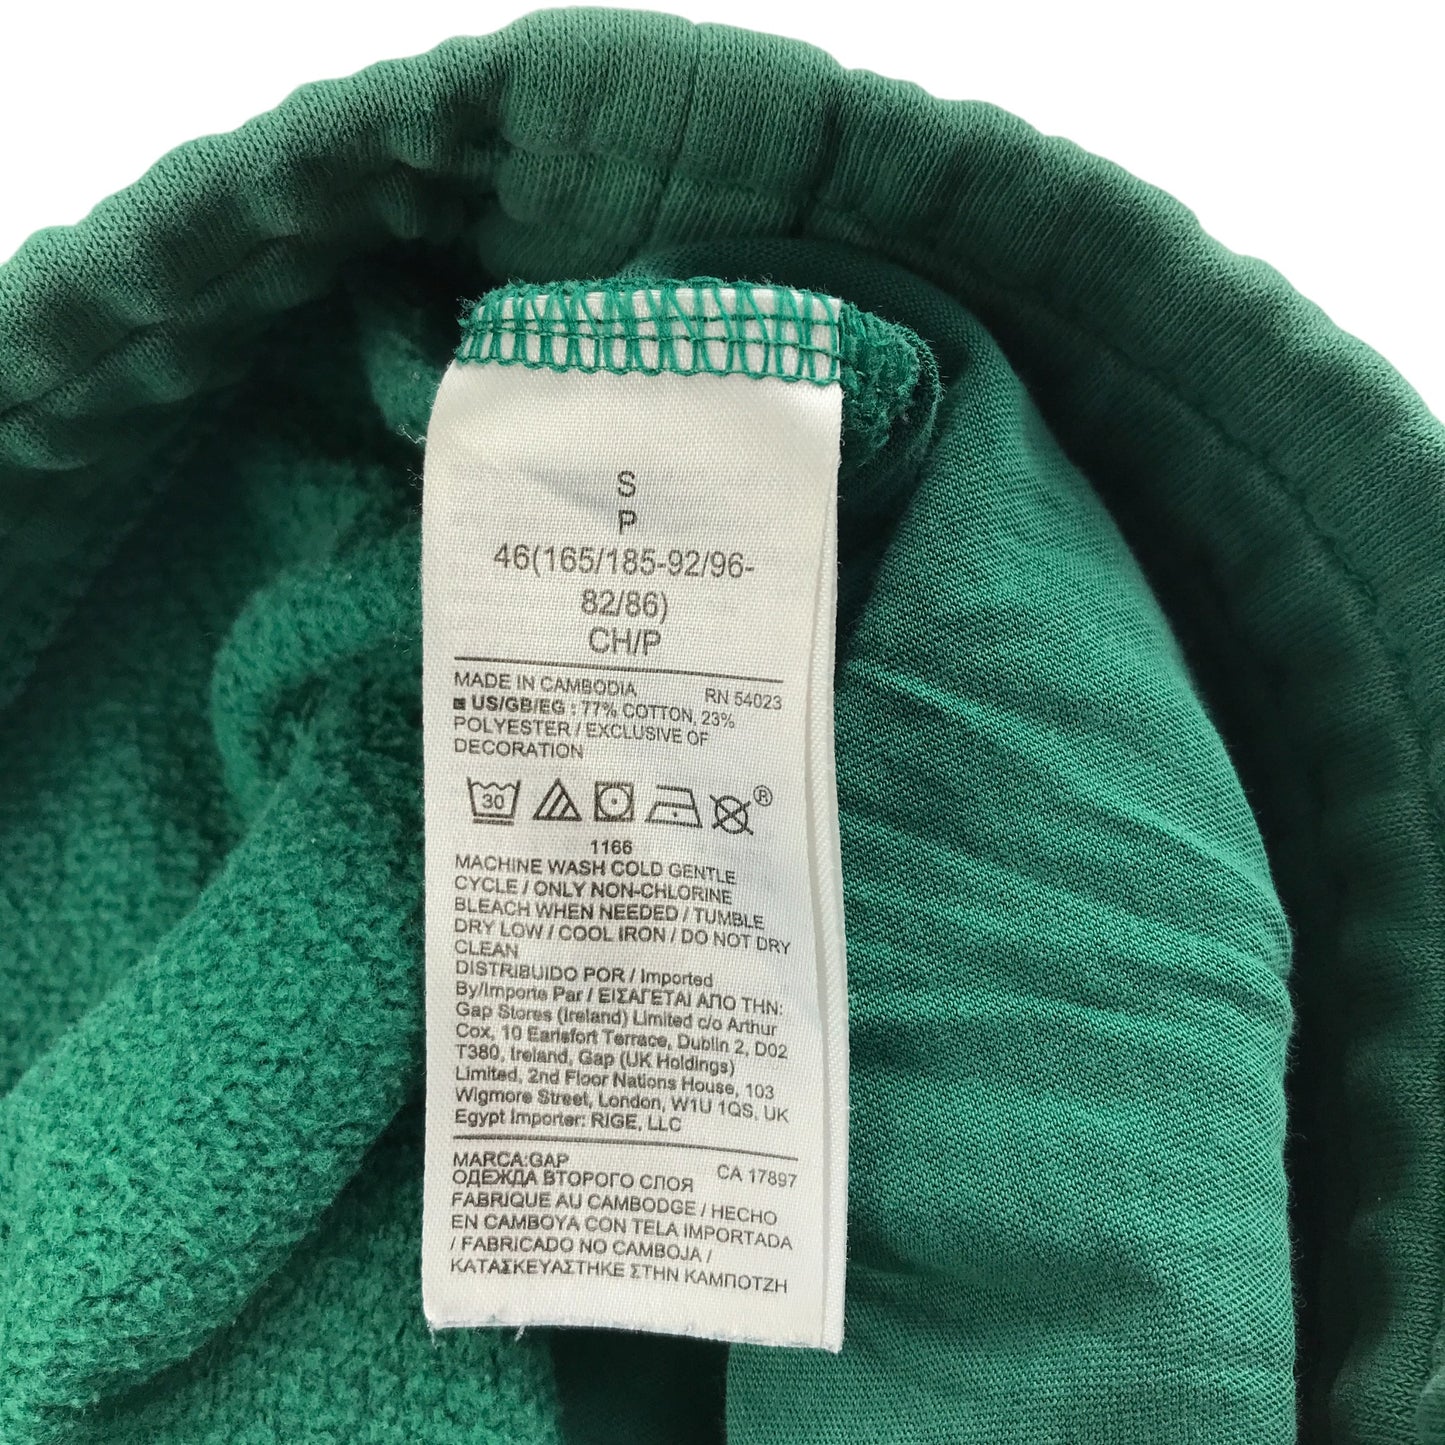 S
P
46(165/185-92/96-
82/86)
CH/P
MADE IN CAMBODIA RN 54023
US/GB/EG : 77% COTTON, 23%
POLYESTER / EXCLUSIVE OF
DECORATION
30 ®
1166
MACHINE WASH COLD GENTLE
CYCLE / ONLY NON-CHLORINE
BLEACH WHEN NEEDED / TUMBLE
DRY LOW / COOL IRON / DO NOT DRY
CLEAN
DISTRIBUIDO POR / Imported
By/Importe Par / ΕΙΣΑΓΕΤΑΙ ΑΠΟ ΤΗΝ:
Gap Stores (Ireland) Limited c/o Arthur
Cox, 10 Earlsfort Terrace, Dublin 2, D02
T380, Ireland, Gap (UK Holdings)
Limited, 2nd Floor Nations House, 103
Wigmore Street, London, W1U 1QS, UK
Egypt Importer: RIGE, LLC
MARCA:GAP CA 17897
ОДЕЖДА ВТОРОГО СЛОЯ
FABRIQUE AU CAMBODGE / HECHO
EN CAMBOYA CON TELA IMPORTADA
/ FABRICADO NO CAMBOJA /
ΚΑΤΑΣΚΕΥΑΣΤΗΚΕ ΣΤΗΝ ΚΑΜΠΟΤΖΗ